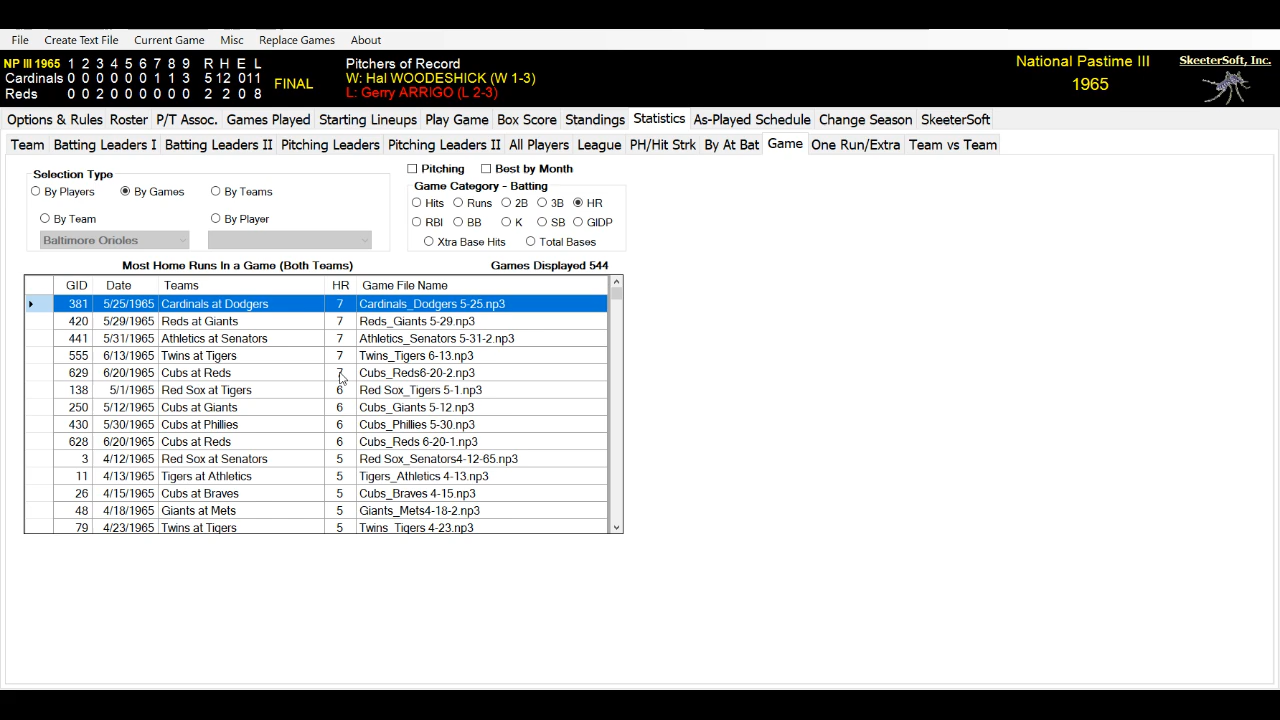 File Create Text File Current Game Misc Replace Games About
NP III 1965 1 2 3 4 5 6 7 8 9 R H E L
Cardinals 0 0 0 0 0 0 1 1 3 5 12 0 11
Reds 0 0 2 0 0 0 0 0 0 2 2 0 8
FINAL
Pitchers of Record
W: Hal WOODESHICK (W 1-3)
L: Gerry ARRIGO (L 2-3)
National Pastime III
1965
SkeeterSoft, Inc.
Options & Rules Roster P/T Assoc. Games Played Starting Lineups Play Game Box Score Standings Statistics As-Played Schedule Change Season SkeeterSoft
Team Batting Leaders I Batting Leaders II Pitching Leaders Pitching Leaders II All Players League PH/Hit Strk By At Bat Game One Run/Extra Team vs Team
Selection Type
By Players By Games By Teams
By Team By Player
Baltimore Orioles
Pitching Best by Month
Game Category - Batting
Hits Runs 2B 3B HR
RBI BB K SB GIDP
Xtra Base Hits Total Bases
Most Home Runs In a Game (Both Teams) Games Displayed 544
GID Date Teams HR Game File Name
381 5/25/1965 Cardinals at Dodgers 7 Cardinals_Dodgers 5-25.np3
420 5/29/1965 Reds at Giants 7 Reds_Giants 5-29.np3
441 5/31/1965 Athletics at Senators 7 Athletics_Senators 5-31-2.np3
555 6/13/1965 Twins at Tigers 7 Twins_Tigers 6-13.np3
629 6/20/1965 Cubs at Reds 7 Cubs_Reds6-20-2.np3
138 5/1/1965 Red Sox at Tigers 6 Red Sox_Tigers 5-1.np3
250 5/12/1965 Cubs at Giants 6 Cubs_Giants 5-12.np3
430 5/30/1965 Cubs at Phillies 6 Cubs_Phillies 5-30.np3
628 6/20/1965 Cubs at Reds 6 Cubs_Reds 6-20-1.np3
3 4/12/1965 Red Sox at Senators 5 Red Sox_Senators4-12-65.np3
11 4/13/1965 Tigers at Athletics 5 Tigers_Athletics 4-13.np3
26 4/15/1965 Cubs at Braves 5 Cubs_Braves 4-15.np3
48 4/18/1965 Giants at Mets 5 Giants_Mets4-18-2.np3
79 4/23/1965 Twins at Tigers 5 Twins_Tigers 4-23.np3